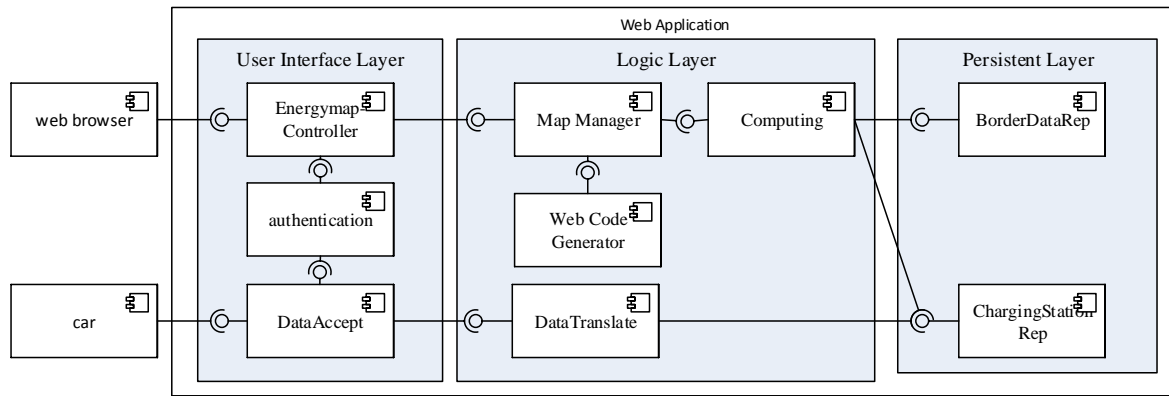 Web Application
User Interface Layer
Logic Layer
Persistent Layer
web browser
Energymap-
Controller
Map Manager
Computing
BorderDataRep
authentication
Web Code
Generator
car
DataAccept
DataTranslate
ChargingStation
Rep